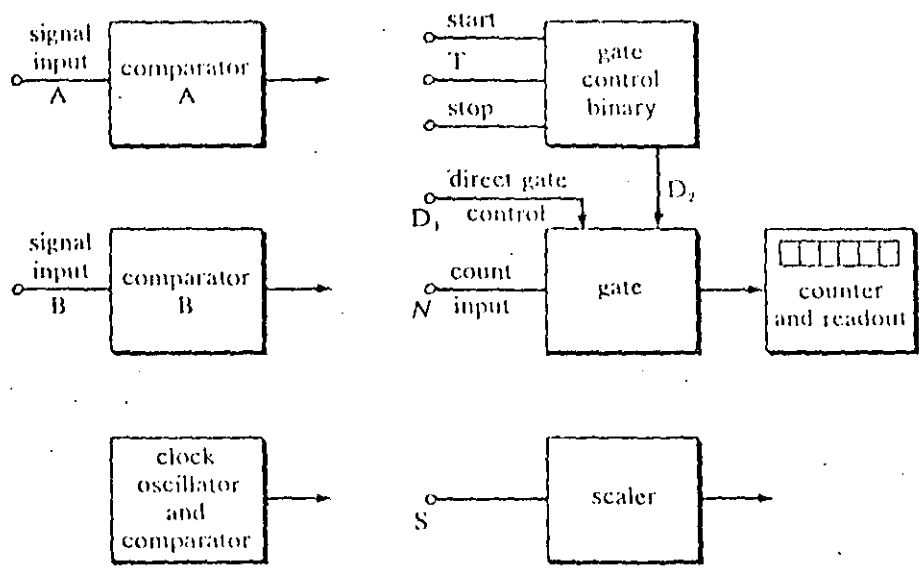 signal
input
A
comparator
A
start
T
stop
gate
control
binary
D₂
direct gate
control
D₁
signal
input
B
comparator
B
count
input
N
gate
counter
and readout
clock
oscillator
and
comparator
S
scaler